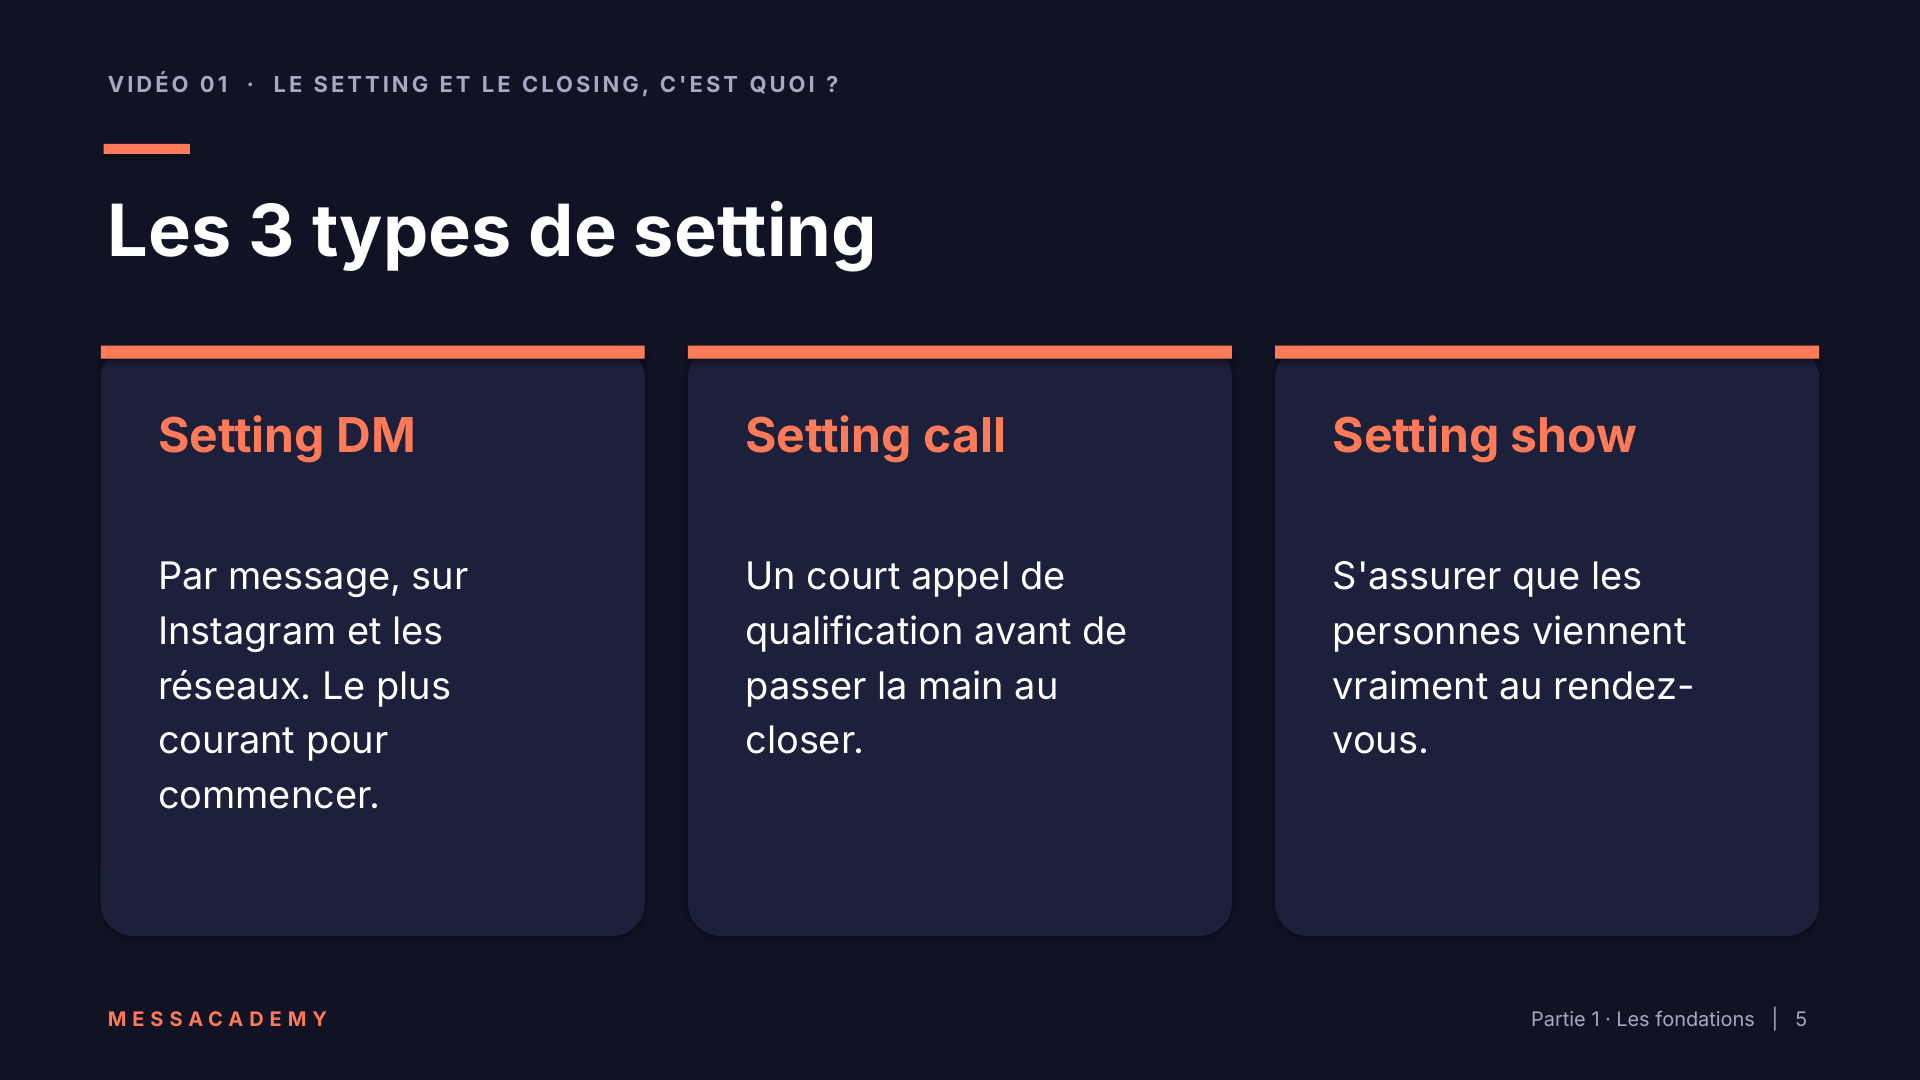 VIDÉO 01 · LE SETTING ET LE CLOSING, C'EST QUOI ?
Les 3 types de setting
Setting DM
Par message, sur
Instagram et les
réseaux. Le plus
courant pour
commencer.
Setting call
Un court appel de
qualification avant de
passer la main au
closer.
Setting show
S'assurer que les
personnes viennent
vraiment au rendez-
vous.
MESSACADEMY
Partie 1 · Les fondations | 5